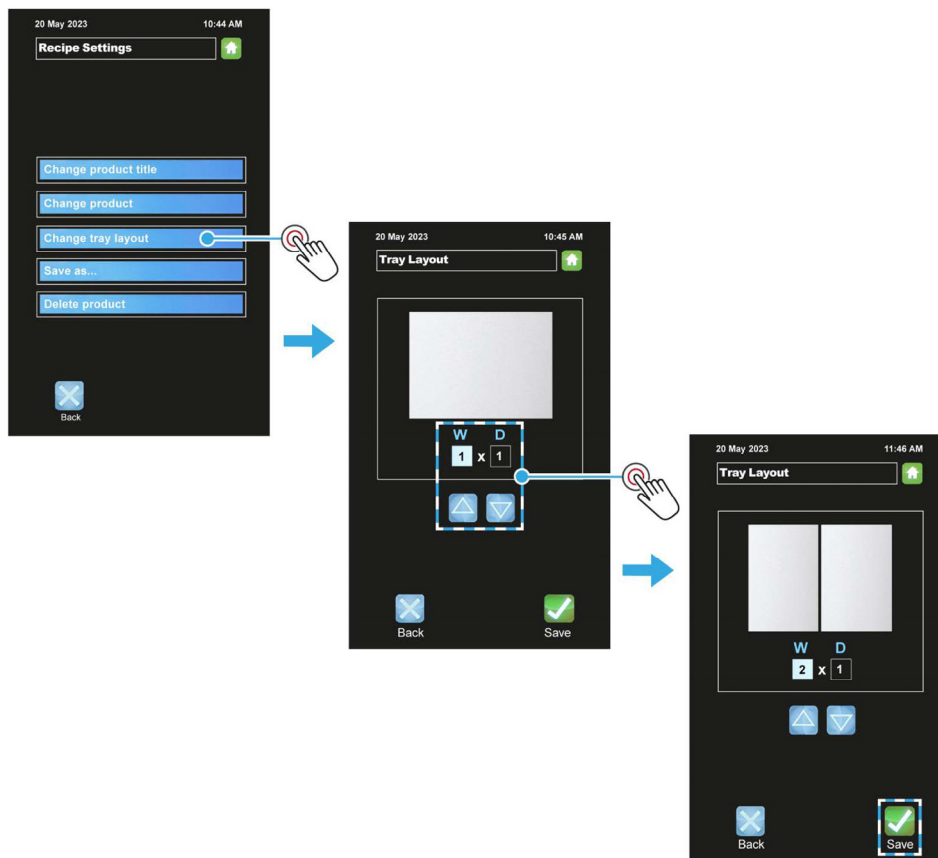 20 May 2023 10:44 AM
Recipe Settings
Change product title
Change product
Change tray layout
Save as...
Delete product
Back
20 May 2023 10:45 AM
Tray Layout
W D
1 x 1
Back Save
20 May 2023 11:46 AM
Tray Layout
W D
2 x 1
Back Save